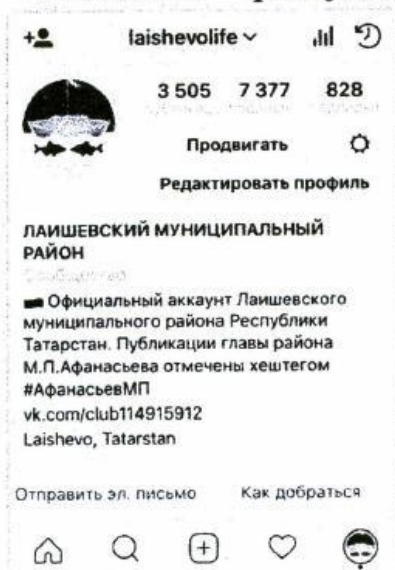 laishevolife
3 505 7 377 828
Продвигать
Редактировать профиль
ЛАИШЕВСКИЙ МУНИЦИПАЛЬНЫЙ
РАЙОН
Сообщество
Официальный аккаунт Лаишевского
муниципального района Республики
Татарстан. Публикации главы района
М.П.Афанасьева отмечены хештегом
#АфанасьевМП
vk.com/club114915912
Laishevo, Tatarstan
Отправить эл. письмо Как добраться